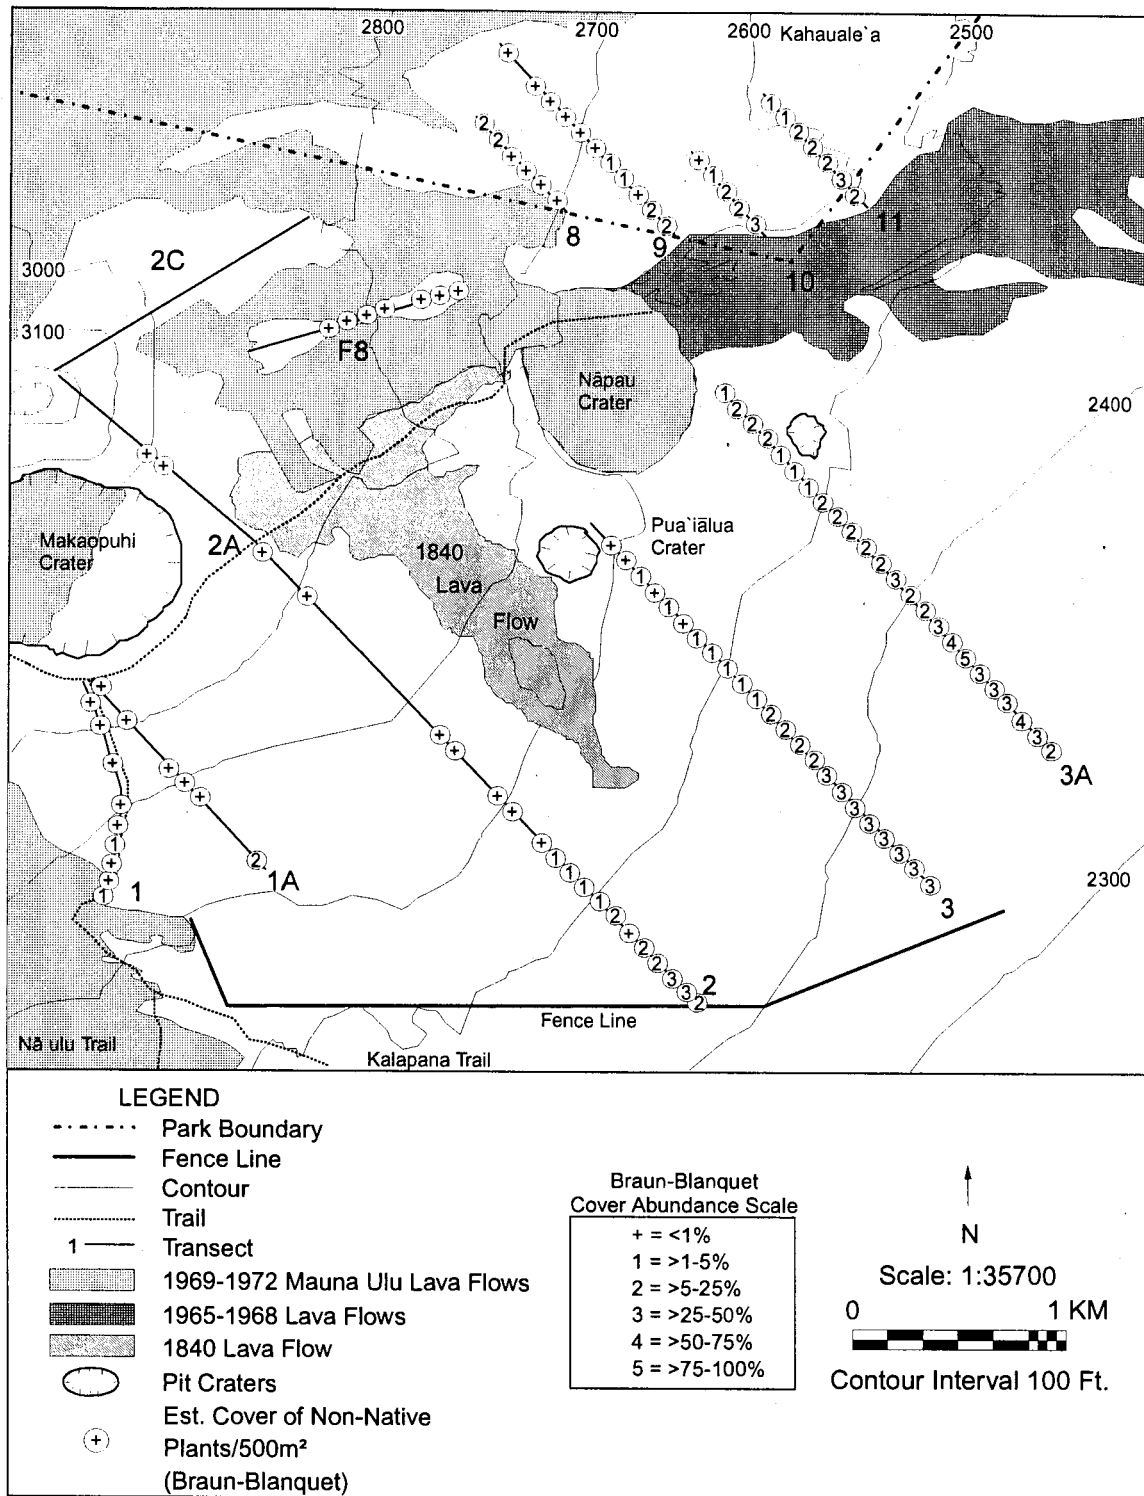 2800
2700
2600
Kahauale`a
2500
8
9
10
11
2C
3000
3100
F8
Nāpau
Crater
2400
Makaopuhi
Crater
2A
1840
Lava
Flow
Pua`iālua
Crater
3A
1
1A
2300
3
2
Fence Line
Nā ulu Trail
Kalapana Trail
LEGEND
Park Boundary
Fence Line
Contour
Trail
1 Transect
1969-1972 Mauna Ulu Lava Flows
1965-1968 Lava Flows
1840 Lava Flow
Pit Craters
Est. Cover of Non-Native
+ Plants/500m²
(Braun-Blanquet)
Braun-Blanquet
Cover Abundance Scale
+ = <1%
1 = >1-5%
2 = >5-25%
3 = >25-50%
4 = >50-75%
5 = >75-100%
N
Scale: 1:35700
0 1 KM
Contour Interval 100 Ft.